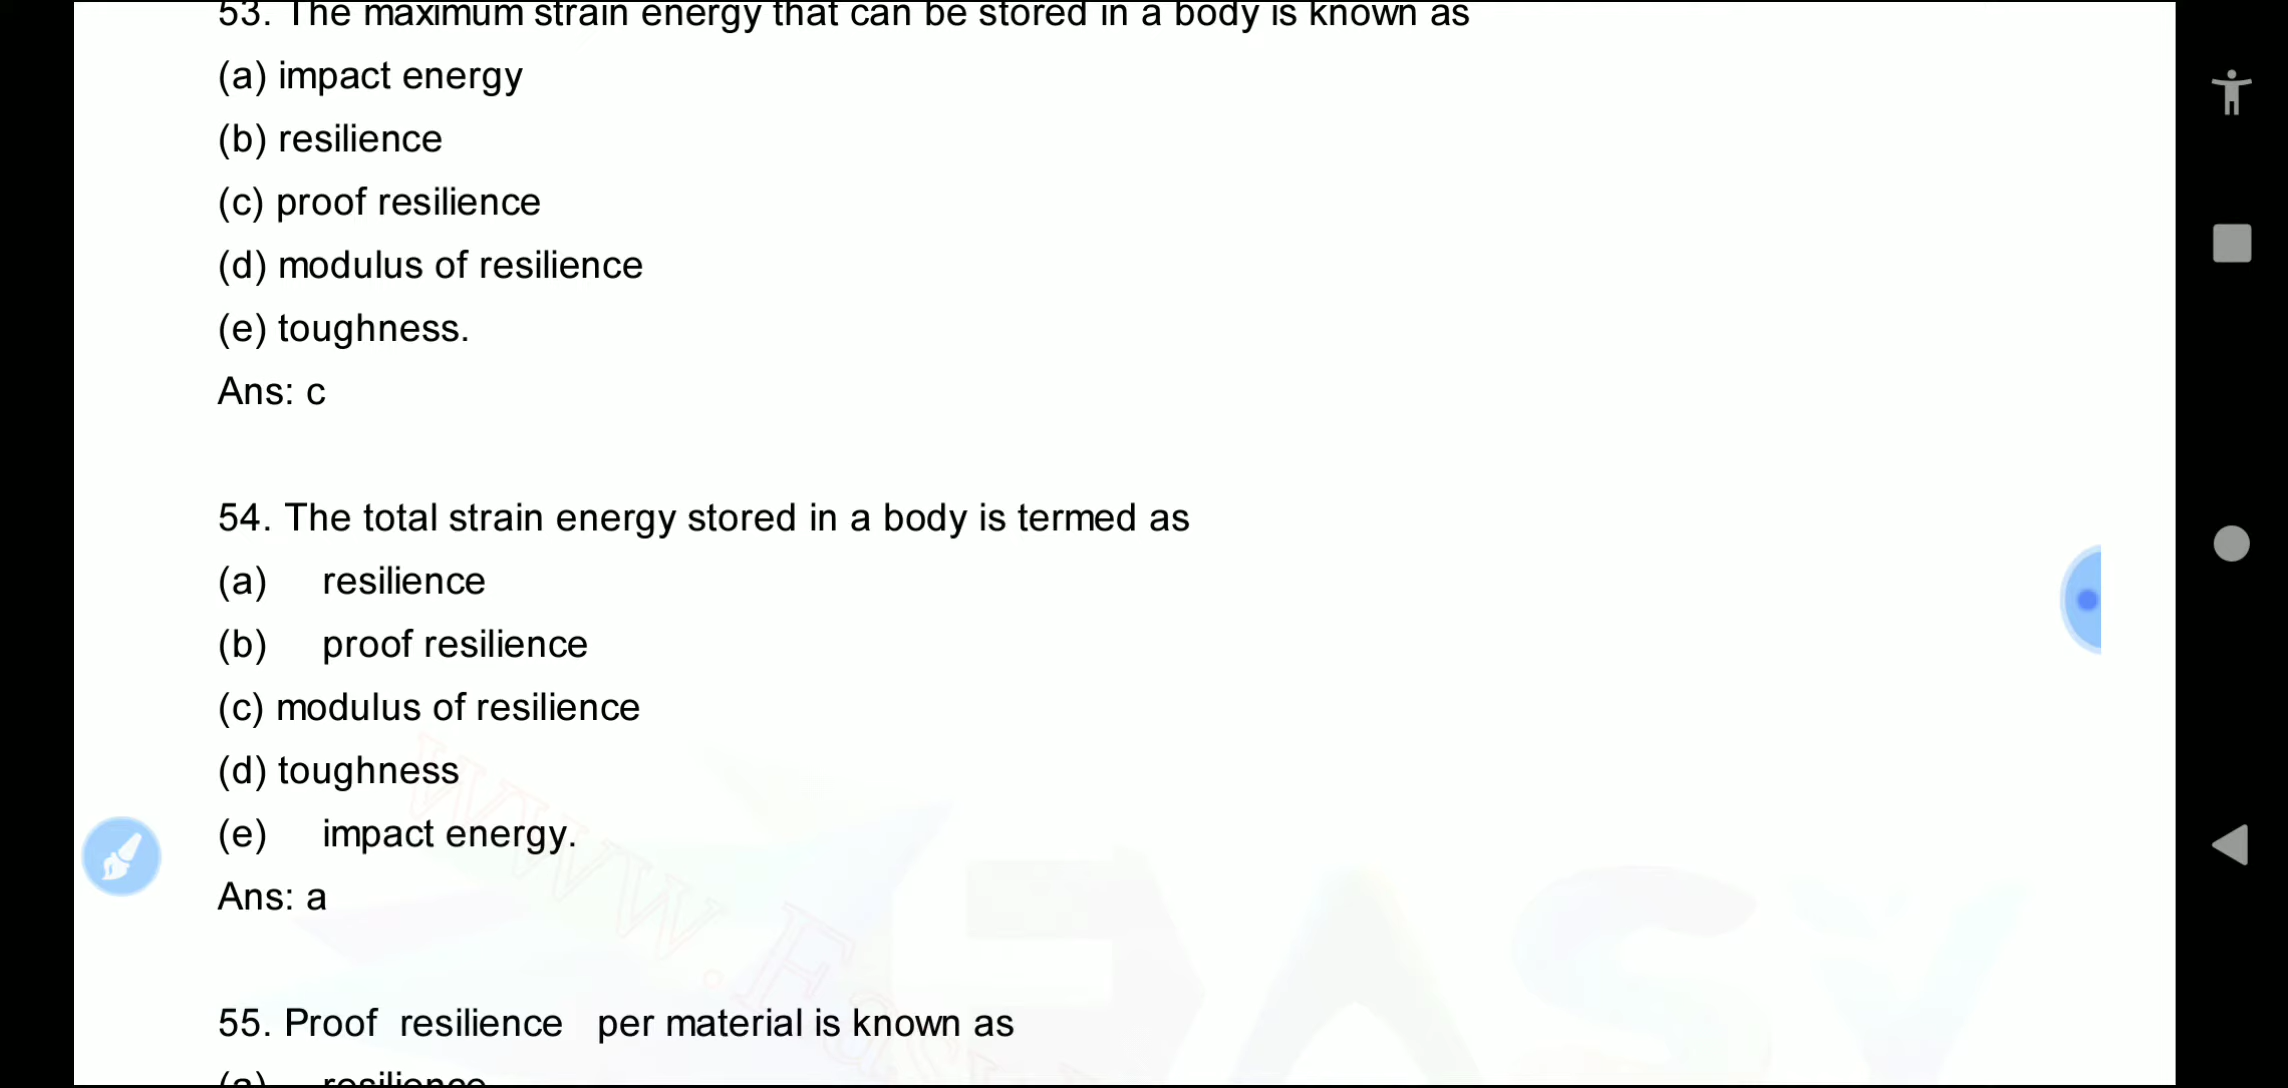 53. The maximum strain energy that can be stored in a body is known as
(a) impact energy
(b) resilience
(c) proof resilience
(d) modulus of resilience
(e) toughness.
Ans: c
54. The total strain energy stored in a body is termed as
(a) resilience
(b) proof resilience
(c) modulus of resilience
(d) toughness
(e) impact energy.
Ans: a
55. Proof resilience per material is known as
(a) resilience
EASY